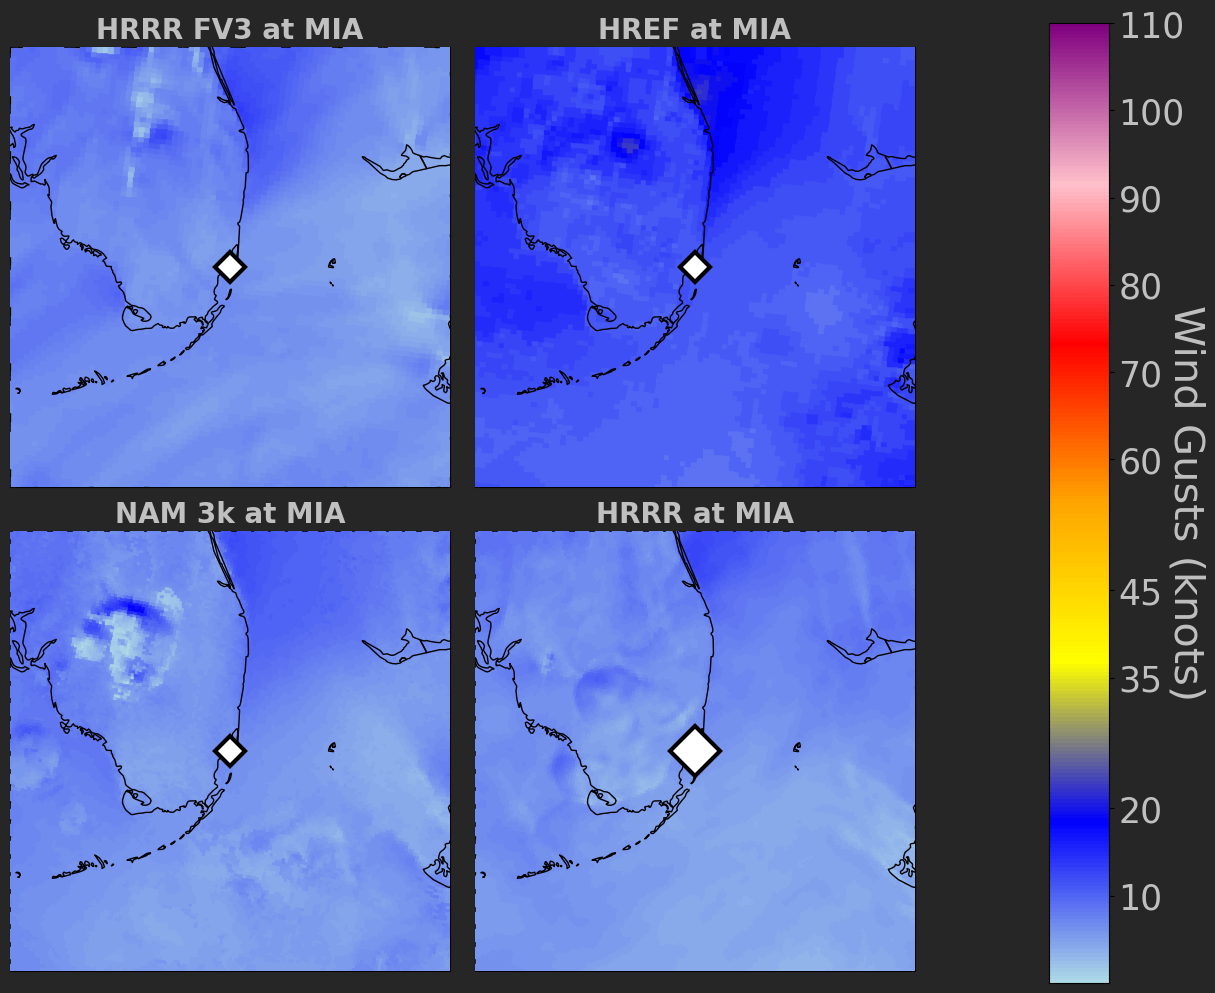 HRRR FV3 at MIA
HREF at MIA
NAM 3k at MIA
HRRR at MIA
110
100
90
80
70
60
45
35
20
10
Wind Gusts (knots)